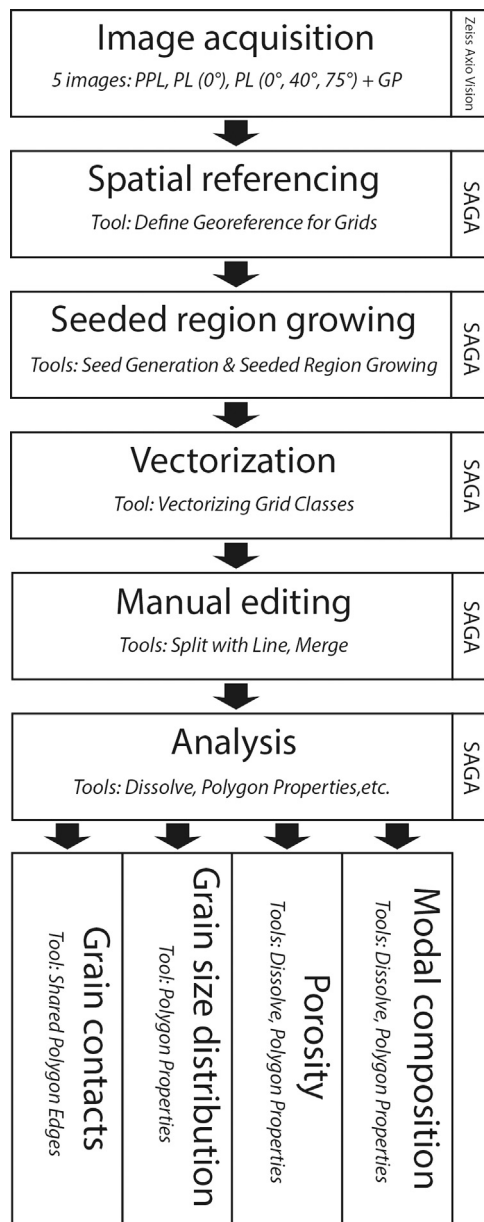 Image acquisition
5 images: PPL, PL (0°), PL (0°, 40°, 75°) + GP
Zeiss Axio Vision
Spatial referencing
Tool: Define Georeference for Grids
SAGA
Seeded region growing
Tools: Seed Generation & Seeded Region Growing
SAGA
Vectorization
Tool: Vectorizing Grid Classes
SAGA
Manual editing
Tools: Split with Line, Merge
SAGA
Analysis
Tools: Dissolve, Polygon Properties,etc.
SAGA
Grain contacts
Tool: Shared Polygon Edges
Grain size distribution
Tool: Polygon Properties
Porosity
Tools: Dissolve, Polygon Properties
Modal composition
Tools: Dissolve, Polygon Properties